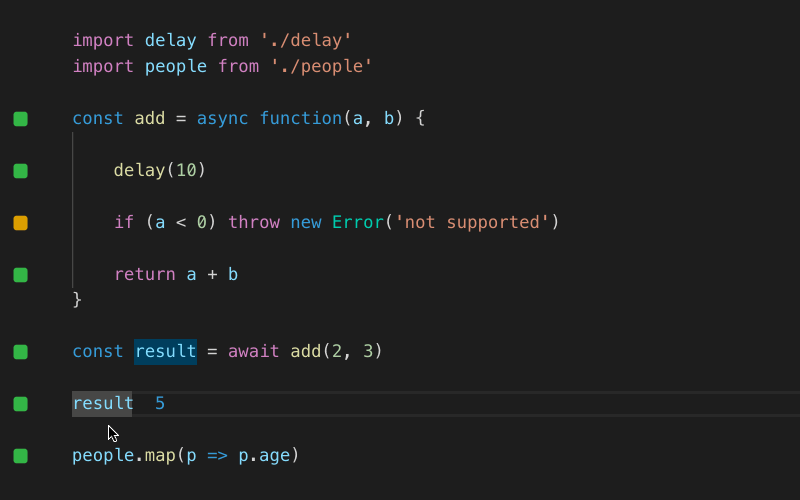 import delay from './delay'
import people from './people'
const add = async function(a, b) {
delay(10)
if (a < 0) throw new Error('not supported')
return a + b
}
const result = await add(2, 3)
result 5
people.map(p => p.age)